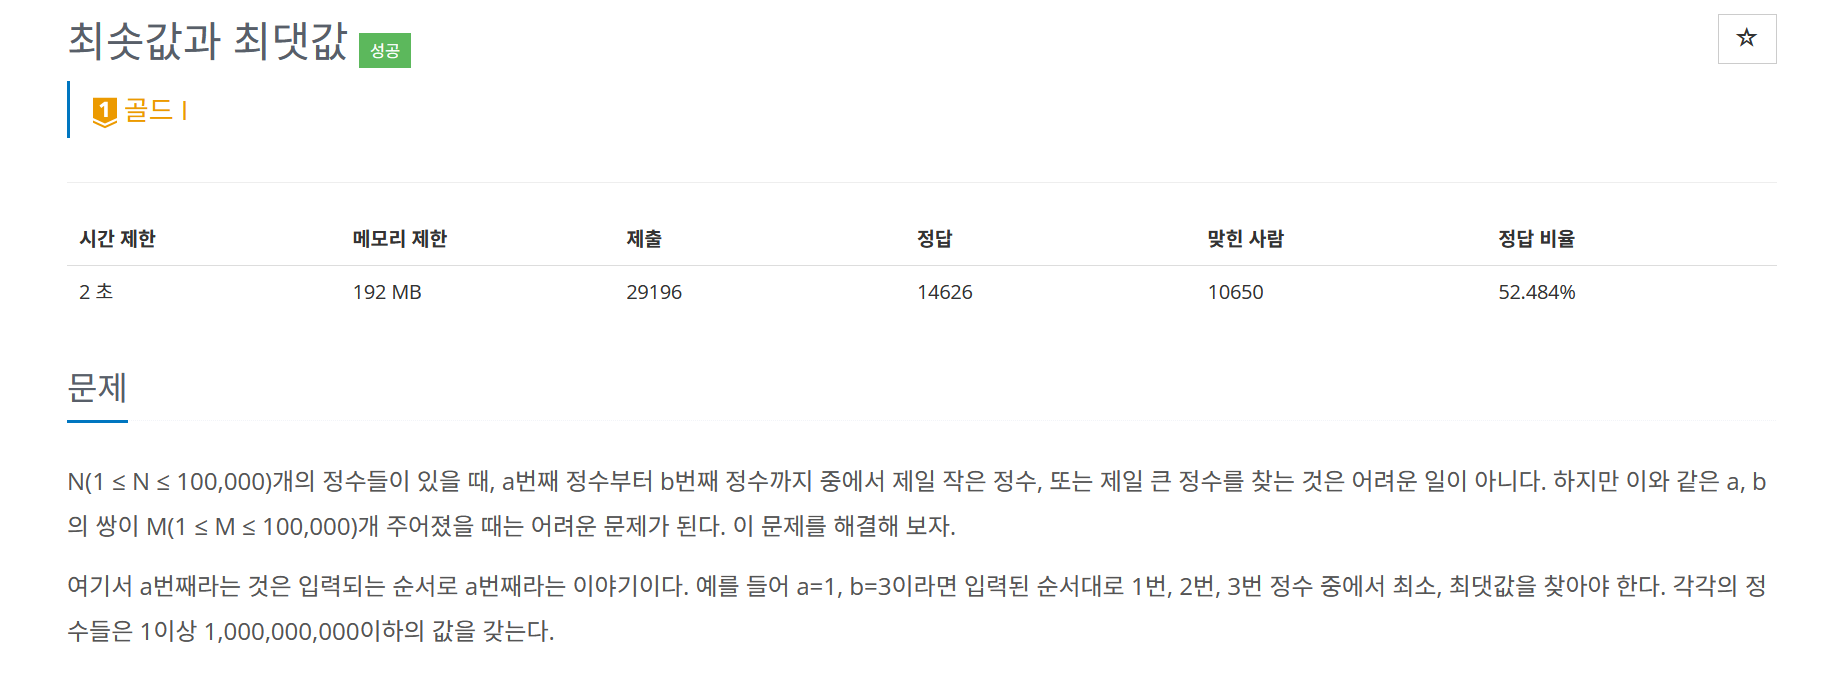 최솟값과 최댓값 성공
1 골드 I
시간 제한 메모리 제한 제출 정답 맞힌 사람 정답 비율
2 초 192 MB 29196 14626 10650 52.484%
문제
N(1 ≤ N ≤ 100,000)개의 정수들이 있을 때, a번째 정수부터 b번째 정수까지 중에서 제일 작은 정수, 또는 제일 큰 정수를 찾는 것은 어려운 일이 아니다. 하지만 이와 같은 a, b
의 쌍이 M(1 ≤ M ≤ 100,000)개 주어졌을 때는 어려운 문제가 된다. 이 문제를 해결해 보자.
여기서 a번째라는 것은 입력되는 순서로 a번째라는 이야기이다. 예를 들어 a=1, b=3이라면 입력된 순서대로 1번, 2번, 3번 정수 중에서 최소, 최댓값을 찾아야 한다. 각각의 정
수들은 1이상 1,000,000,000이하의 값을 갖는다.